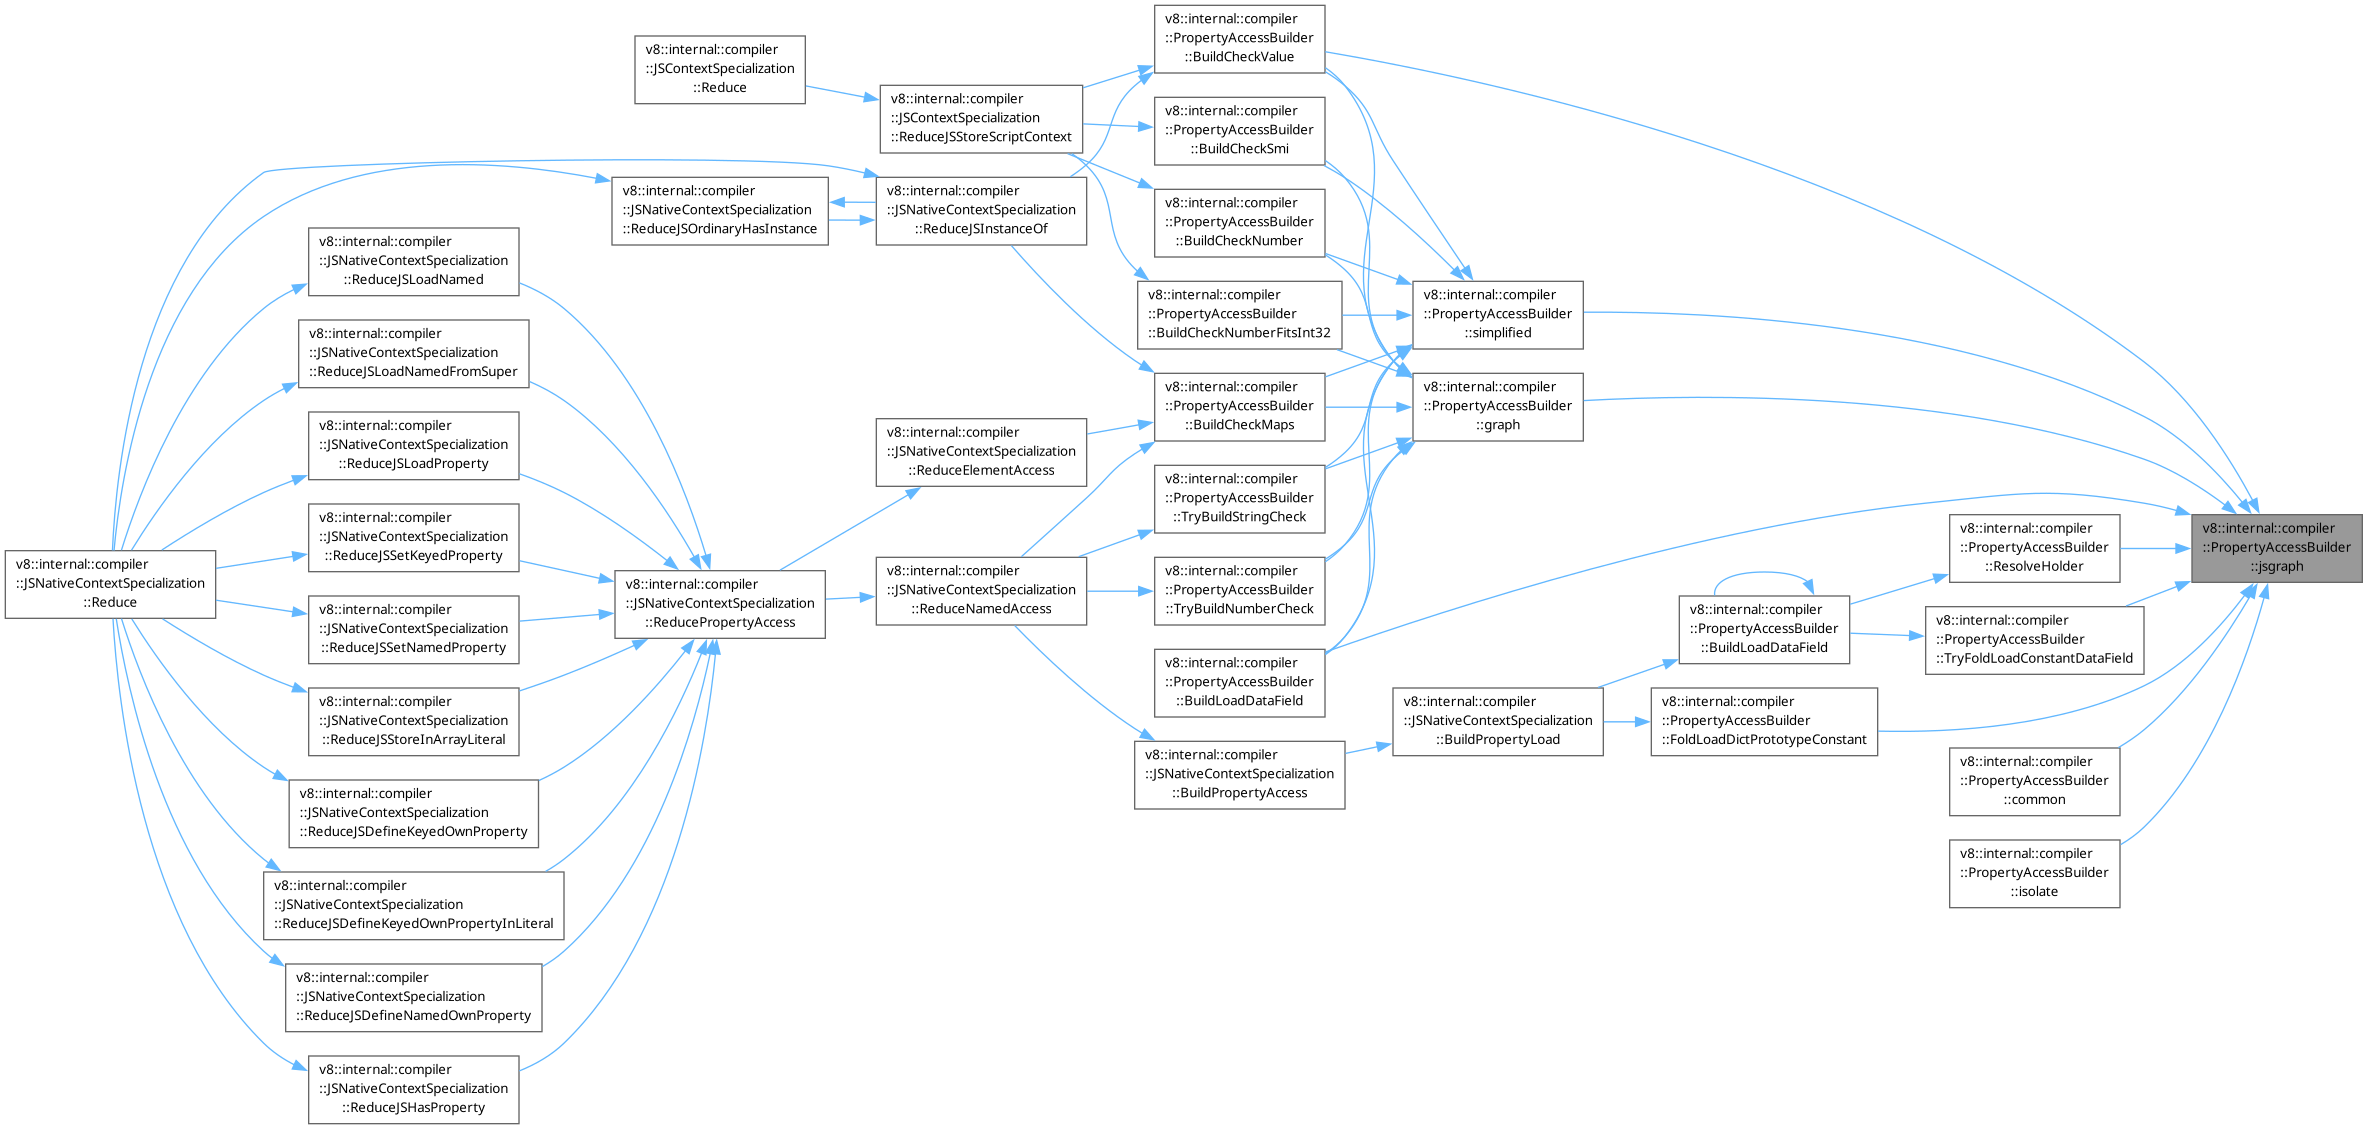 v8::internal::compiler
::PropertyAccessBuilder
::BuildCheckValue
v8::internal::compiler
::JSContextSpecialization
::Reduce
v8::internal::compiler
::JSContextSpecialization
::ReduceJSStoreScriptContext
v8::internal::compiler
::PropertyAccessBuilder
::BuildCheckSmi
v8::internal::compiler
::JSNativeContextSpecialization
::ReduceJSOrdinaryHasInstance
v8::internal::compiler
::JSNativeContextSpecialization
::ReduceJSInstanceOf
v8::internal::compiler
::PropertyAccessBuilder
::BuildCheckNumber
v8::internal::compiler
::JSNativeContextSpecialization
::ReduceJSLoadNamed
v8::internal::compiler
::PropertyAccessBuilder
::BuildCheckNumberFitsInt32
v8::internal::compiler
::PropertyAccessBuilder
::simplified
v8::internal::compiler
::JSNativeContextSpecialization
::ReduceJSLoadNamedFromSuper
v8::internal::compiler
::PropertyAccessBuilder
::BuildCheckMaps
v8::internal::compiler
::PropertyAccessBuilder
::graph
v8::internal::compiler
::JSNativeContextSpecialization
::ReduceJSLoadProperty
v8::internal::compiler
::JSNativeContextSpecialization
::ReduceElementAccess
v8::internal::compiler
::PropertyAccessBuilder
::TryBuildStringCheck
v8::internal::compiler
::JSNativeContextSpecialization
::ReduceJSSetKeyedProperty
v8::internal::compiler
::PropertyAccessBuilder
::ResolveHolder
v8::internal::compiler
::PropertyAccessBuilder
::jsgraph
v8::internal::compiler
::JSNativeContextSpecialization
::Reduce
v8::internal::compiler
::JSNativeContextSpecialization
::ReduceNamedAccess
v8::internal::compiler
::PropertyAccessBuilder
::TryBuildNumberCheck
v8::internal::compiler
::JSNativeContextSpecialization
::ReducePropertyAccess
v8::internal::compiler
::JSNativeContextSpecialization
::ReduceJSSetNamedProperty
v8::internal::compiler
::PropertyAccessBuilder
::BuildLoadDataField
v8::internal::compiler
::PropertyAccessBuilder
::TryFoldLoadConstantDataField
v8::internal::compiler
::PropertyAccessBuilder
::BuildLoadDataField
v8::internal::compiler
::JSNativeContextSpecialization
::ReduceJSStoreInArrayLiteral
v8::internal::compiler
::JSNativeContextSpecialization
::BuildPropertyLoad
v8::internal::compiler
::PropertyAccessBuilder
::FoldLoadDictPrototypeConstant
v8::internal::compiler
::JSNativeContextSpecialization
::BuildPropertyAccess
v8::internal::compiler
::PropertyAccessBuilder
::common
v8::internal::compiler
::JSNativeContextSpecialization
::ReduceJSDefineKeyedOwnProperty
v8::internal::compiler
::PropertyAccessBuilder
::isolate
v8::internal::compiler
::JSNativeContextSpecialization
::ReduceJSDefineKeyedOwnPropertyInLiteral
v8::internal::compiler
::JSNativeContextSpecialization
::ReduceJSDefineNamedOwnProperty
v8::internal::compiler
::JSNativeContextSpecialization
::ReduceJSHasProperty